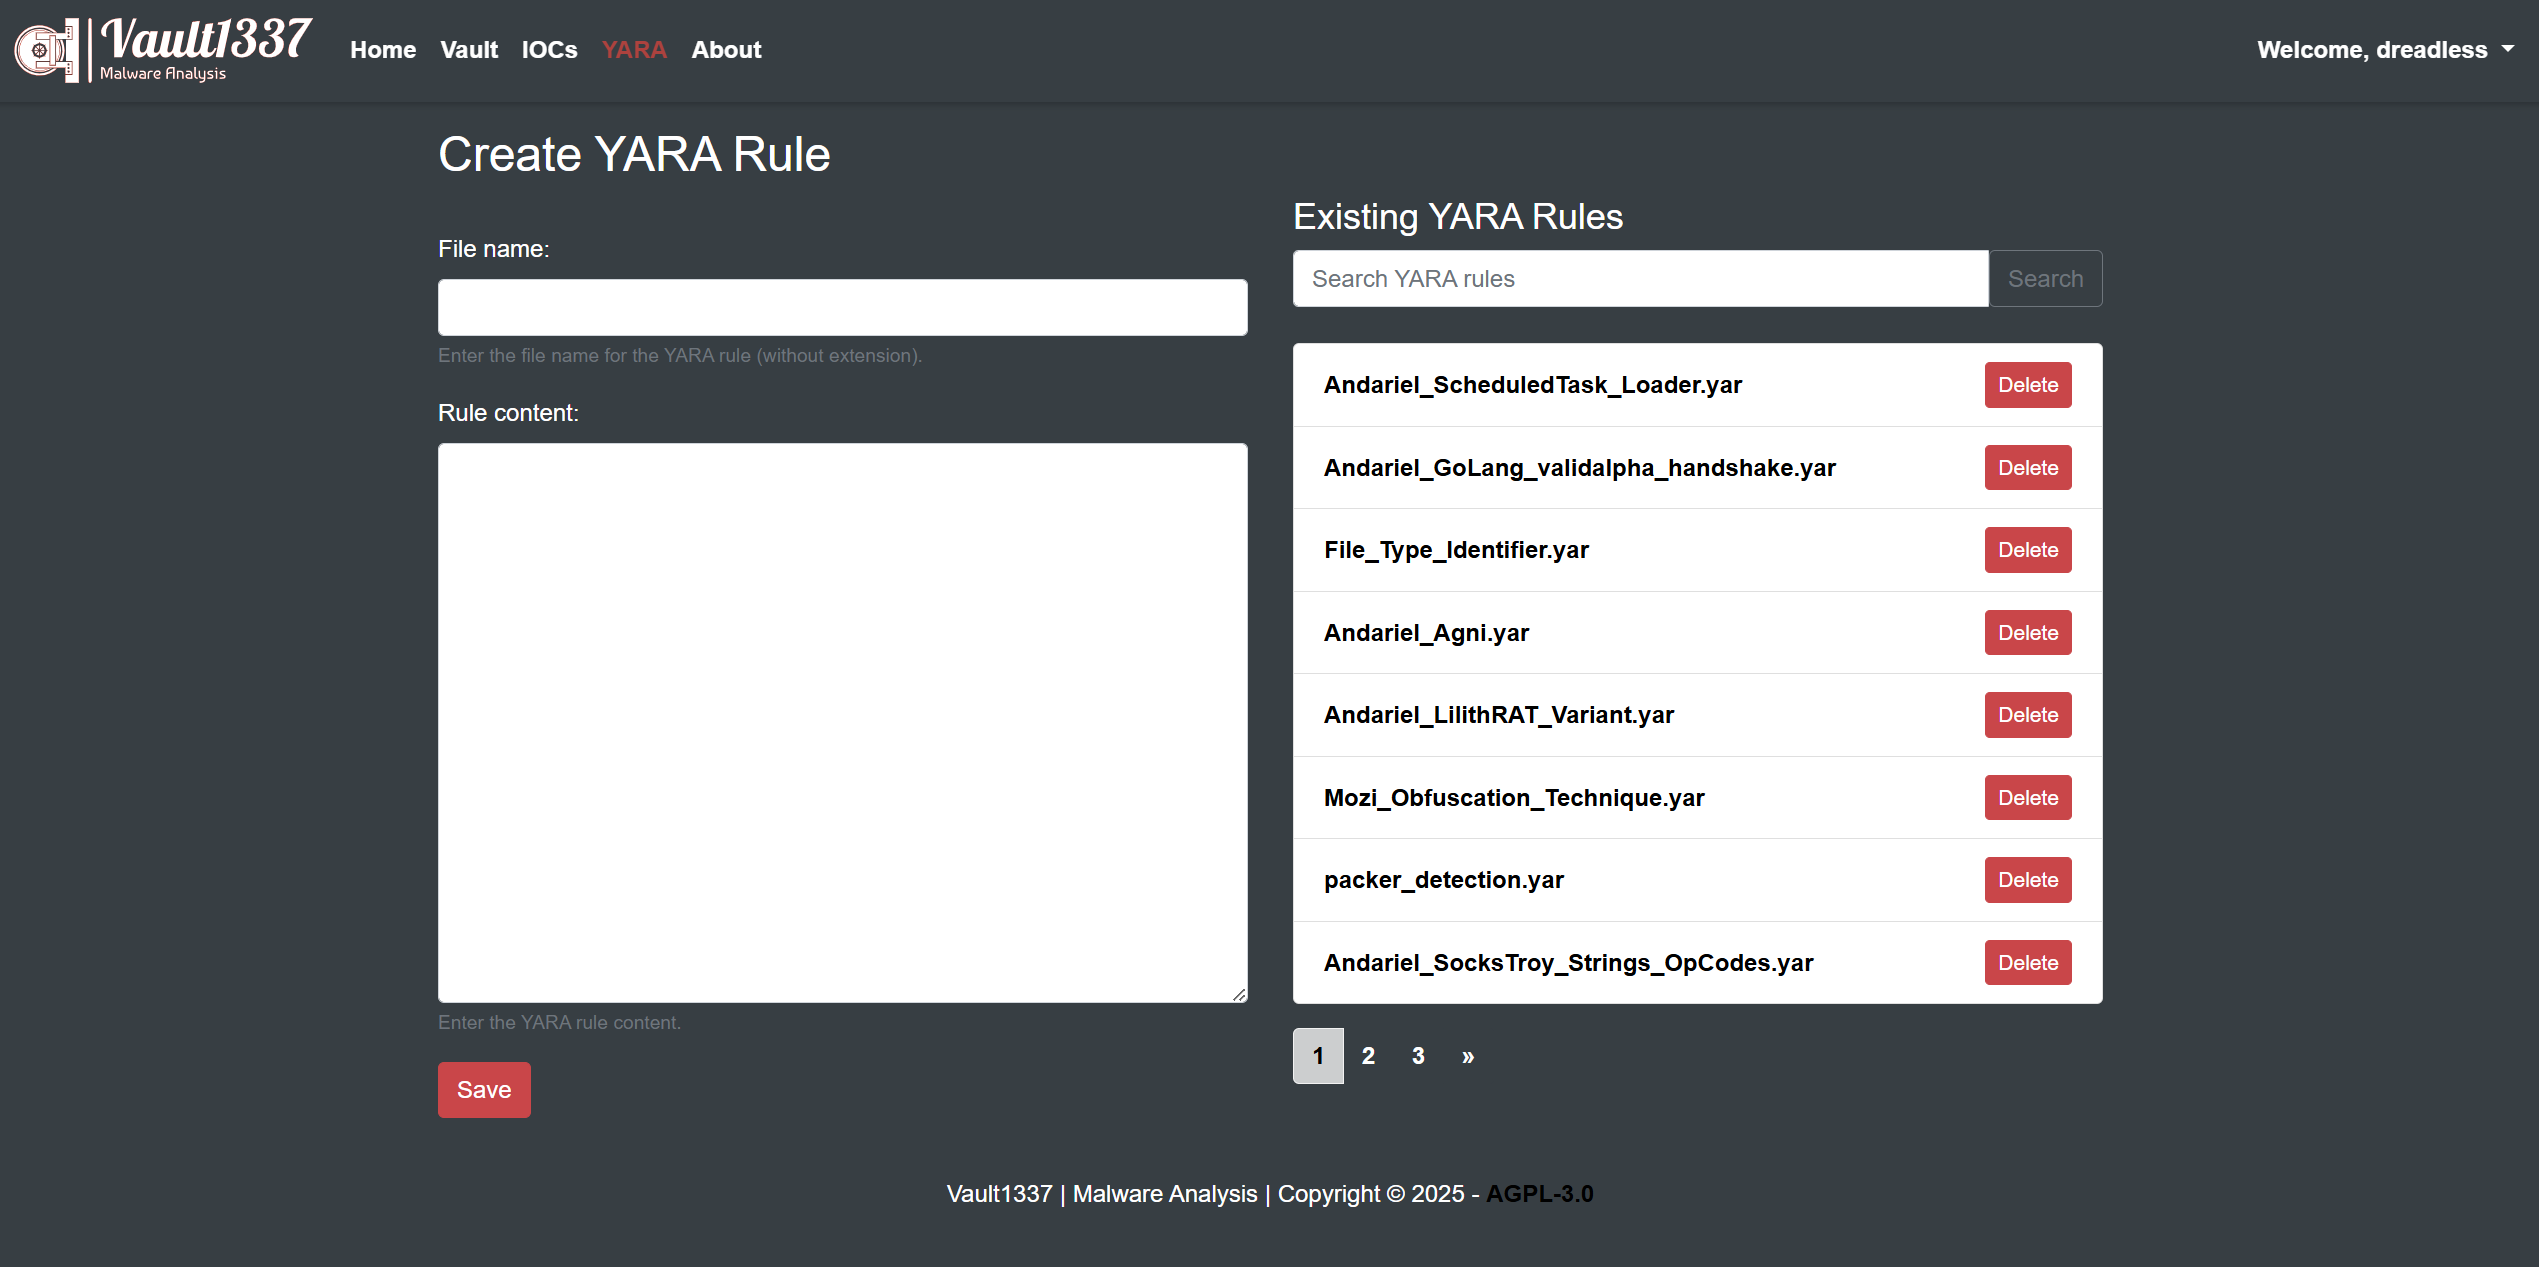 Vault1337
Malware Analysis
Home Vault IOCs YARA About
Welcome, dreadless
Create YARA Rule
File name:
Enter the file name for the YARA rule (without extension).
Rule content:
Enter the YARA rule content.
Save
Existing YARA Rules
Search YARA rules Search
Andariel_ScheduledTask_Loader.yar Delete
Andariel_GoLang_validalpha_handshake.yar Delete
File_Type_Identifier.yar Delete
Andariel_Agni.yar Delete
Andariel_LilithRAT_Variant.yar Delete
Mozi_Obfuscation_Technique.yar Delete
packer_detection.yar Delete
Andariel_SocksTroy_Strings_OpCodes.yar Delete
1 2 3 »
Vault1337 | Malware Analysis | Copyright © 2025 - AGPL-3.0